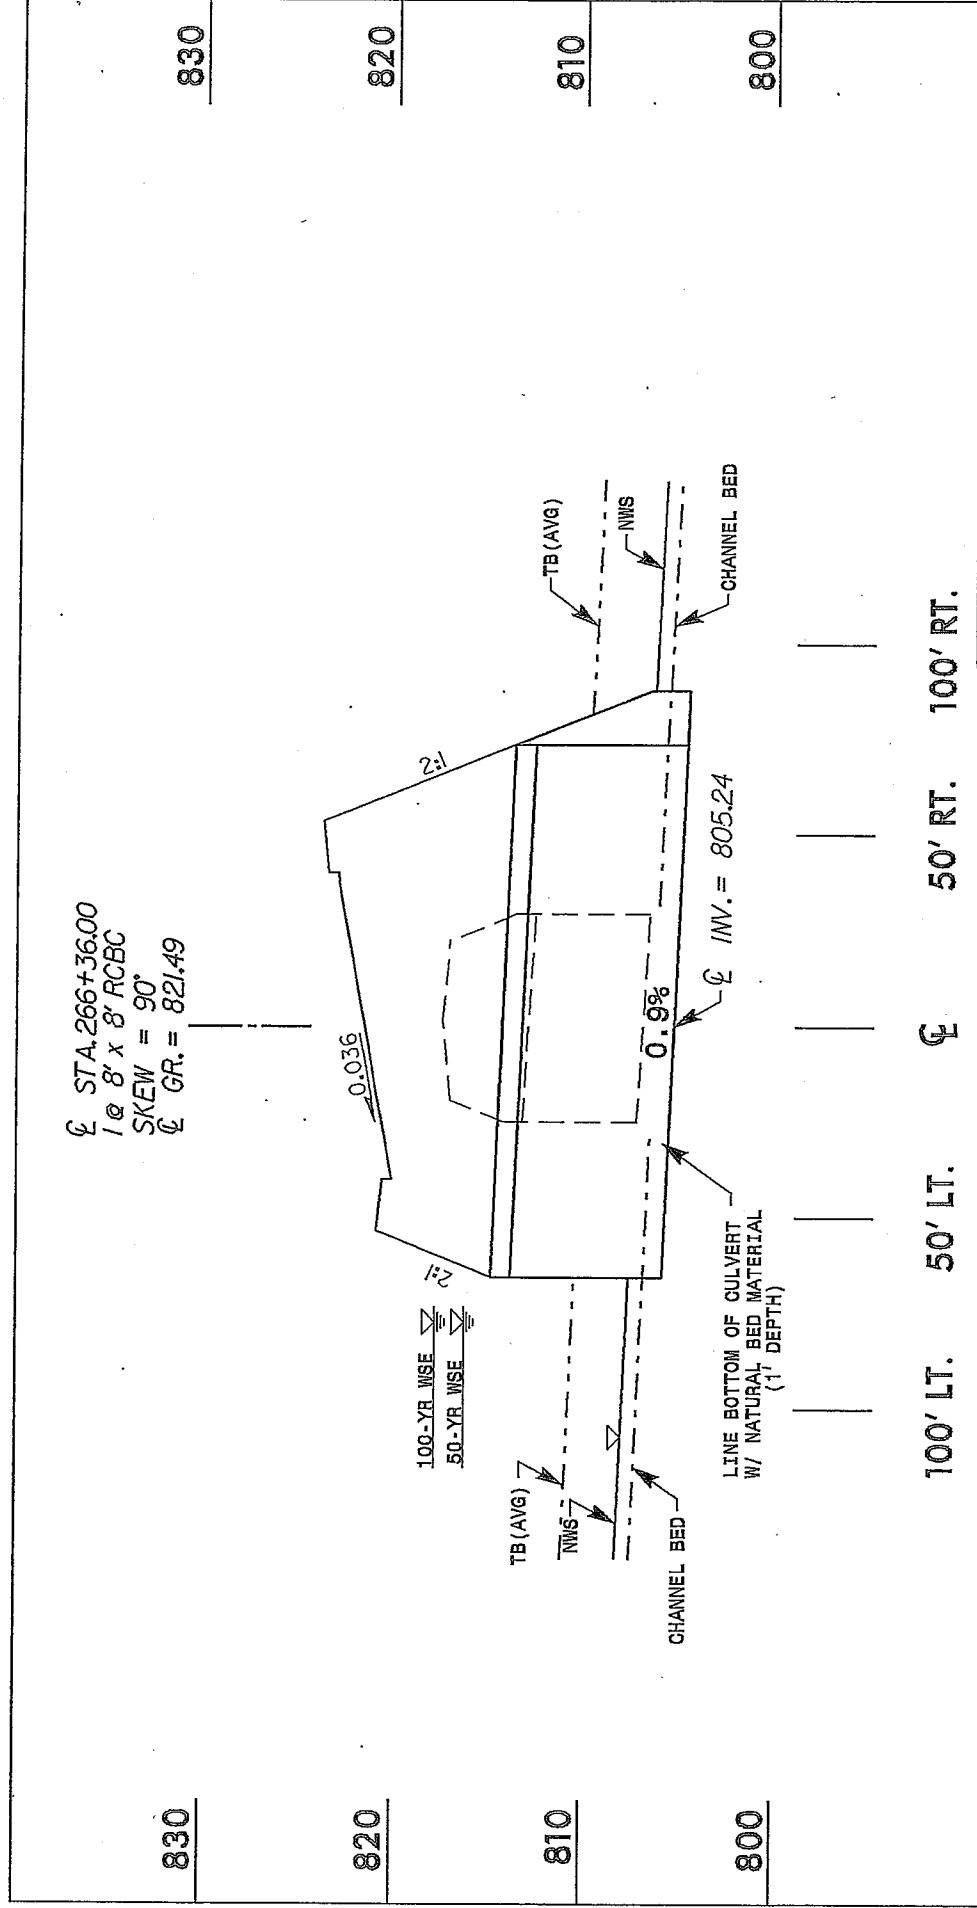 ℄ STA. 266+36.00
1 @ 8' x 8' RCBC
SKEW = 90°
℄ GR. = 821.49
830
830
820
820
810
810
800
800
0.036
2:1
2:1
100-YR WSE
50-YR WSE
TB(AVG)
NWS
CHANNEL BED
TB(AVG)
NWS
CHANNEL BED
0.9%
℄ INV. = 805.24
LINE BOTTOM OF CULVERT
W/ NATURAL BED MATERIAL
(1' DEPTH)
100' LT.
50' LT.
℄
50' RT.
100' RT.